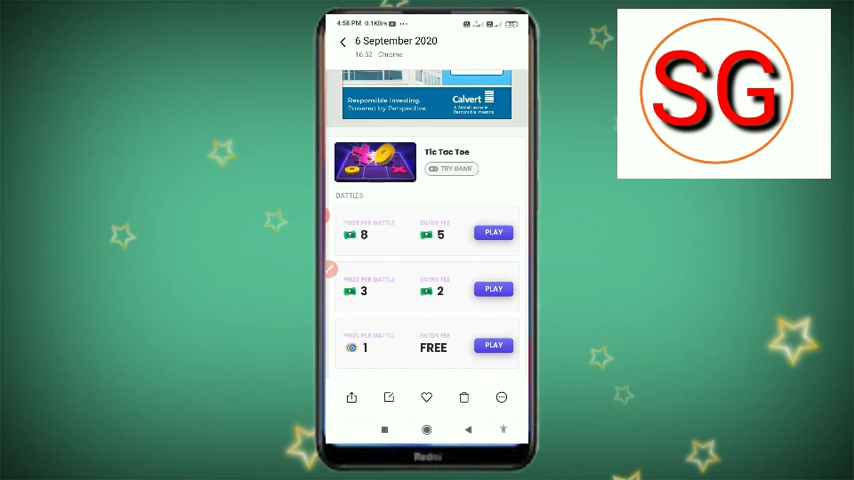 4:58 PM 0.1KB/s
6 September 2020
16:52 Chrome
Responsible Investing.
Powered by Perspective.
Calvert
Tic Tac Toe
TRY GAME
BATTLES
PRIZE PER BATTLE
ENTRY FEE
8
5
PLAY
PRIZE PER BATTLE
ENTRY FEE
3
2
PLAY
PRIZE PER BATTLE
ENTRY FEE
1
FREE
PLAY
Redmi
SG